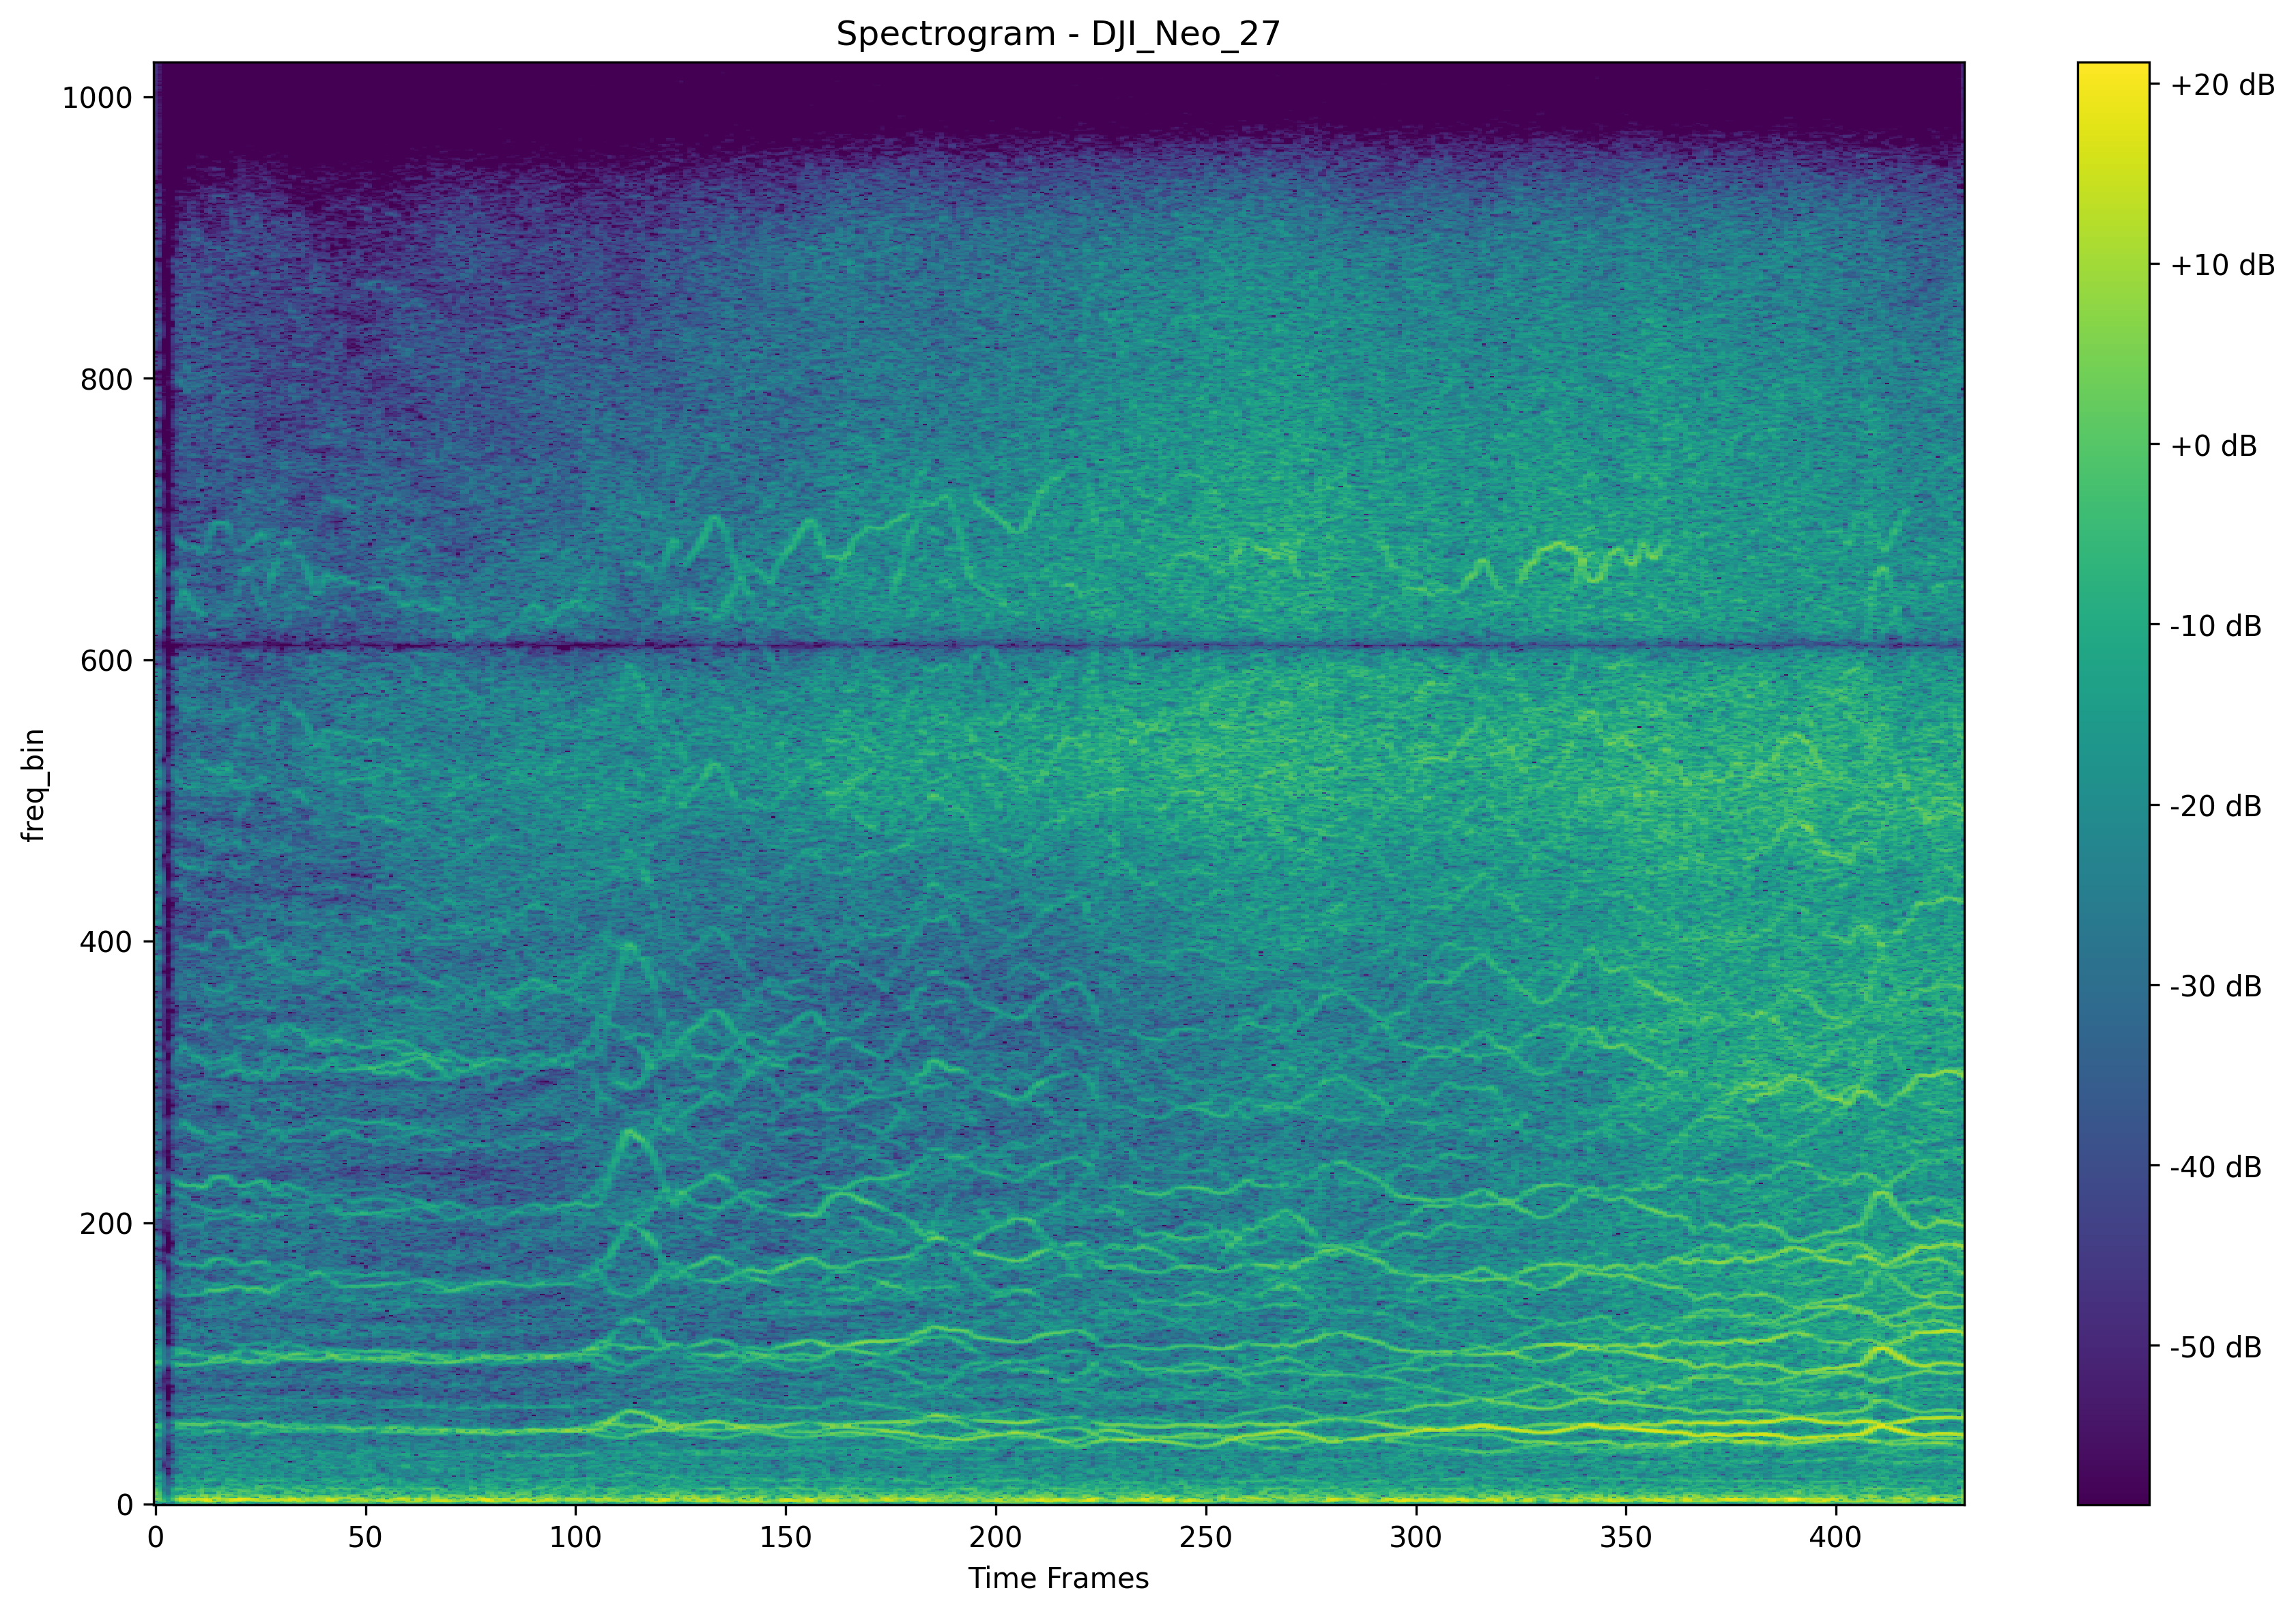 Spectrogram - DJI_Neo_27
1000
800
600
400
200
0
freq_bin
0
50
100
150
200
250
300
350
400
Time Frames
+20 dB
+10 dB
+0 dB
-10 dB
-20 dB
-30 dB
-40 dB
-50 dB